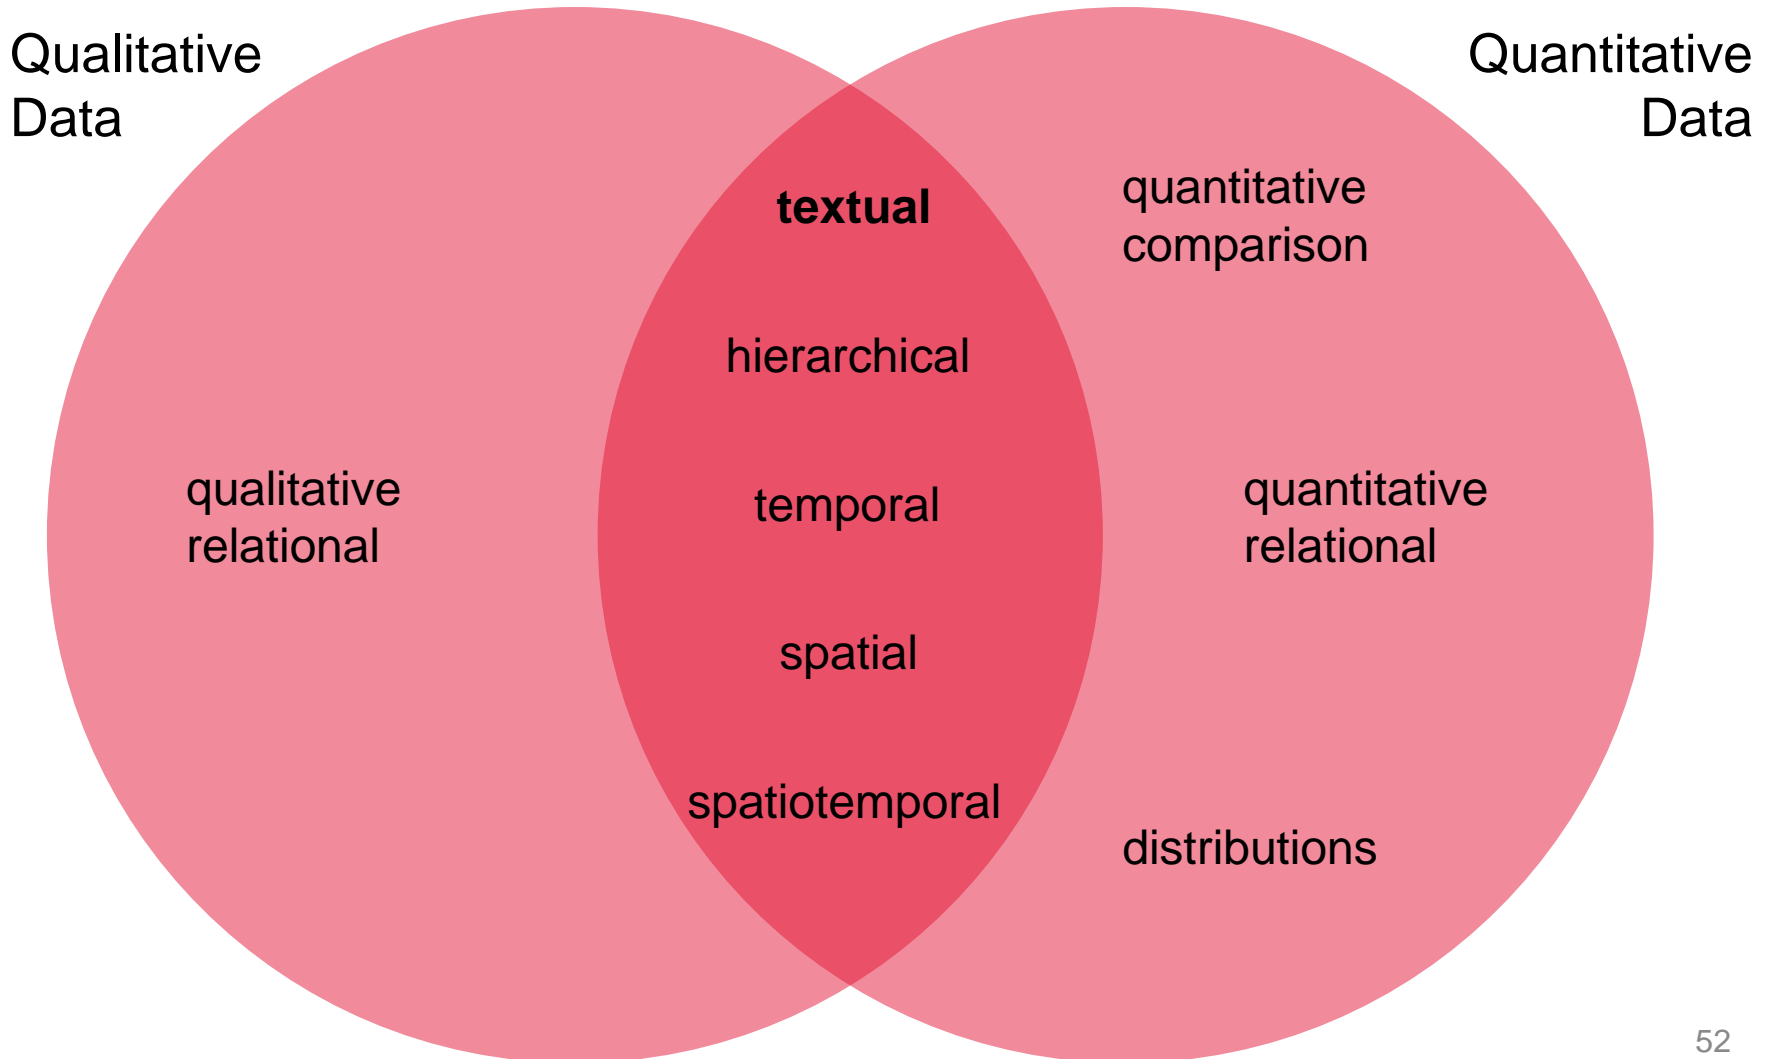 Qualitative
Data
Quantitative
Data
textual
hierarchical
temporal
spatial
spatiotemporal
qualitative
relational
quantitative
comparison
quantitative
relational
distributions
52